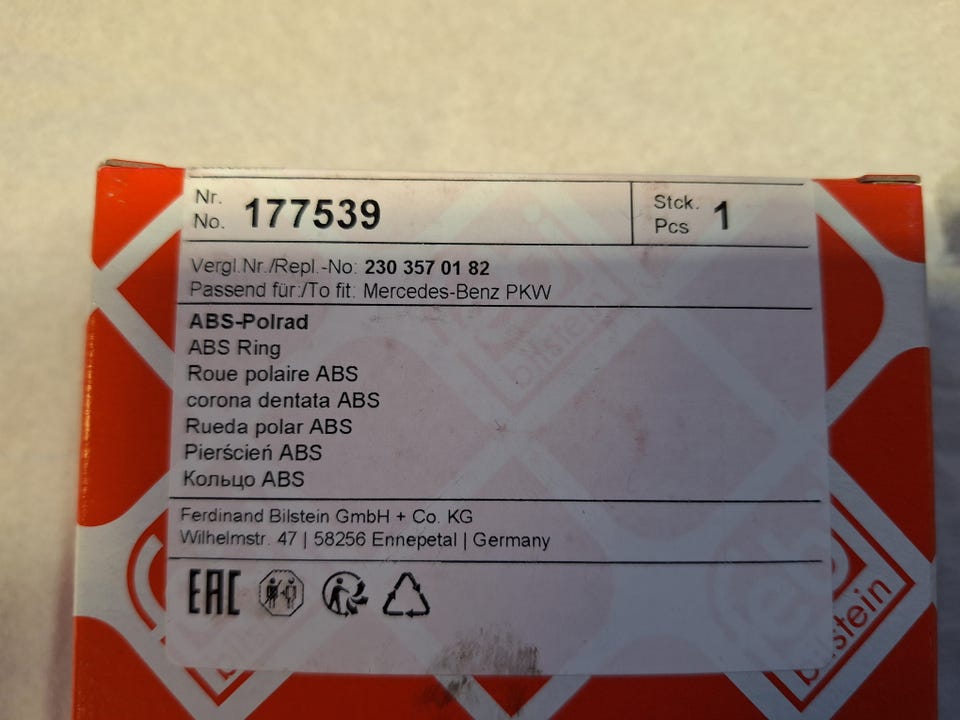 Nr.
No. 177539
Stck.
Pcs 1
Vergl.Nr./Repl.-No: 230 357 01 82
Passend für:/To fit: Mercedes-Benz PKW
ABS-Polrad
ABS Ring
Roue polaire ABS
corona dentata ABS
Rueda polar ABS
Pierścień ABS
Кольцо ABS
Ferdinand Bilstein GmbH + Co. KG
Wilhelmstr. 47 | 58256 Ennepetal | Germany
EAC
febi
bilstein